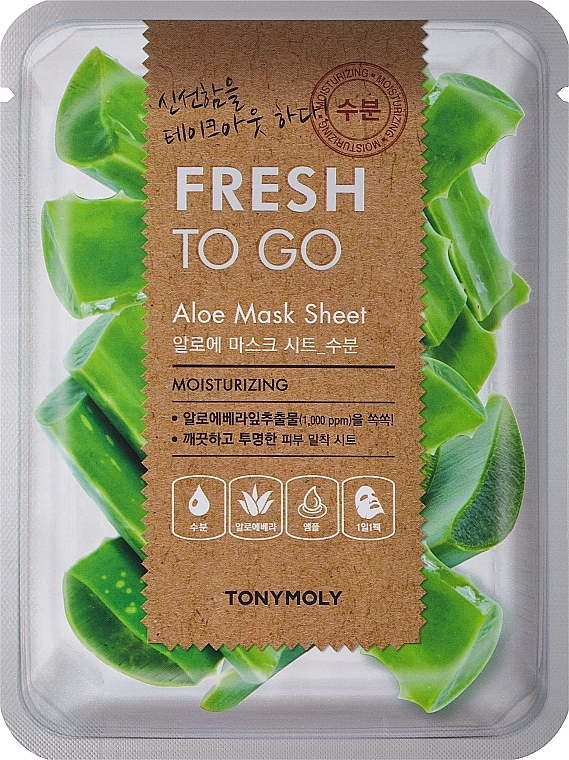 신선함을
테이크아웃 하다.
MOISTURIZING • MOISTURIZING • MOISTURIZING •
수분
FRESH
TO GO
Aloe Mask Sheet
알로에 마스크 시트_수분
MOISTURIZING
• 알로에베라잎추출물(1,000 ppm)을 쏙쏙!
• 깨끗하고 투명한 피부 밀착 시트
수분 알로에베라 앰플 1일1팩
TONYMOLY